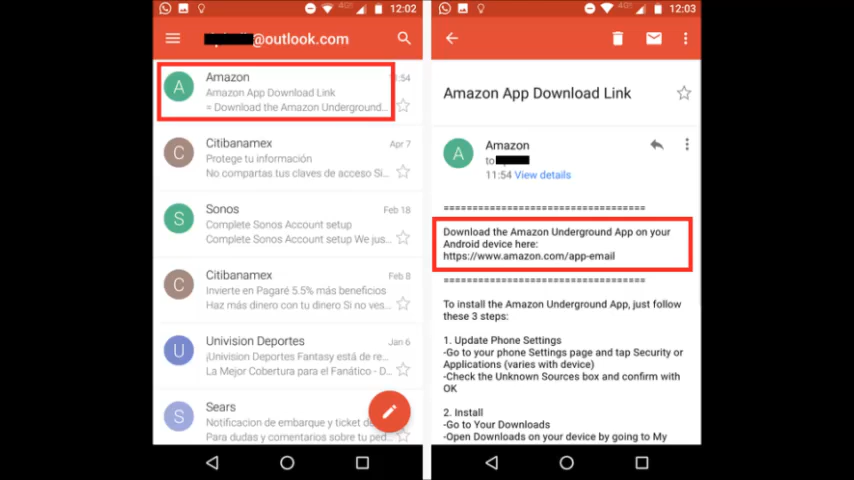 12:02
@outlook.com
Amazon
:54
Amazon App Download Link
= Download the Amazon Underground...
Citibanamex
Apr 7
Protege tu información
No compartas tus claves de acceso Si...
Sonos
Feb 18
Complete Sonos Account setup
Complete Sonos Account setup We jus...
Citibanamex
Feb 8
Invierte en Pagaré 5.5% más beneficios
Haz más dinero con tu dinero Si no ves...
Univision Deportes
Jan 6
¡Univision Deportes Fantasy está de re...
La Mejor Cobertura para el Fanático - D...
Sears
Notificacion de embarque y ticket de
Para dudas y comentarios sobre tu ped...
A
C
S
C
U
S
12:03
Amazon App Download Link
A
Amazon
to
11:54 View details
==================================
Download the Amazon Underground App on your
Android device here:
https://www.amazon.com/app-email
==================================
To install the Amazon Underground App, just follow
these 3 steps:
1. Update Phone Settings
-Go to your phone Settings page and tap Security or
Applications (varies with device)
-Check the Unknown Sources box and confirm with
OK
2. Install
-Go to Your Downloads
-Open Downloads on your device by going to My